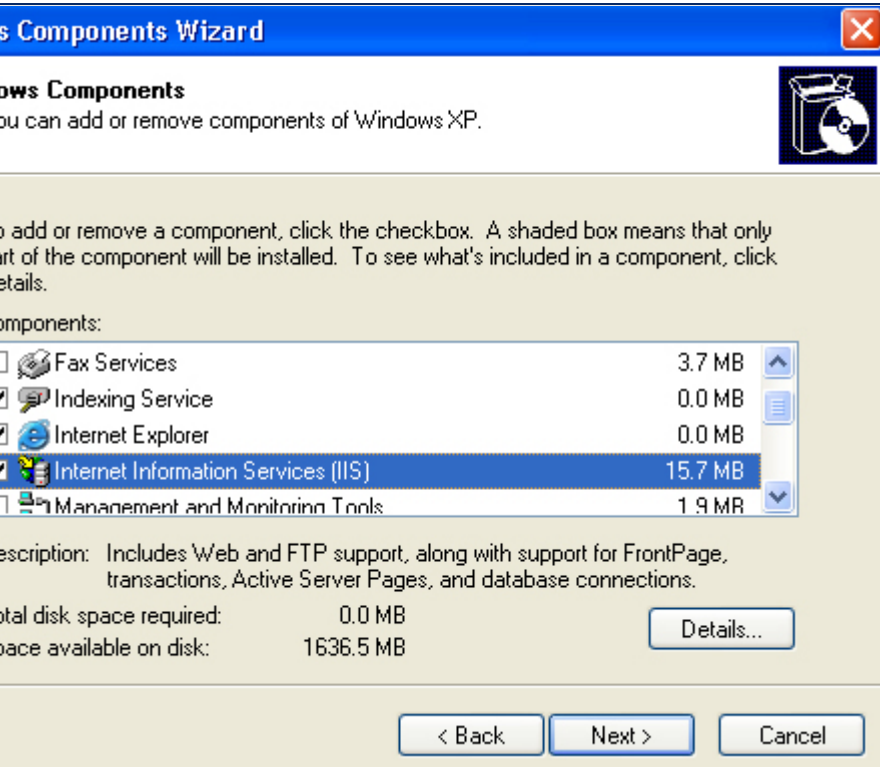 s Components Wizard
ows Components
ou can add or remove components of Windows XP.
o add or remove a component, click the checkbox. A shaded box means that only
art of the component will be installed. To see what's included in a component, click
etails.
omponents:
Fax Services 3.7 MB
Indexing Service 0.0 MB
Internet Explorer 0.0 MB
Internet Information Services (IIS) 15.7 MB
Management and Monitoring Tools 1.9 MB
escription: Includes Web and FTP support, along with support for FrontPage,
transactions, Active Server Pages, and database connections.
otal disk space required: 0.0 MB
pace available on disk: 1636.5 MB
Details...
< Back Next > Cancel